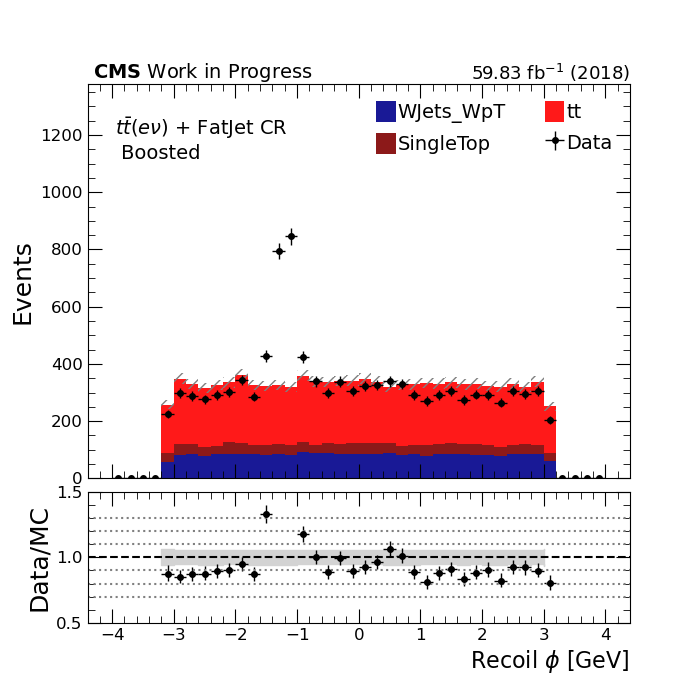 CMS Work in Progress 59.83 fb⁻¹ (2018)
tt̄(eν) + FatJet CR
Boosted
WJets_WpT tt
SingleTop Data
Events
1200
1000
800
600
400
200
0
Data/MC
1.5
1.0
0.5
−4 −3 −2 −1 0 1 2 3 4
Recoil ϕ [GeV]